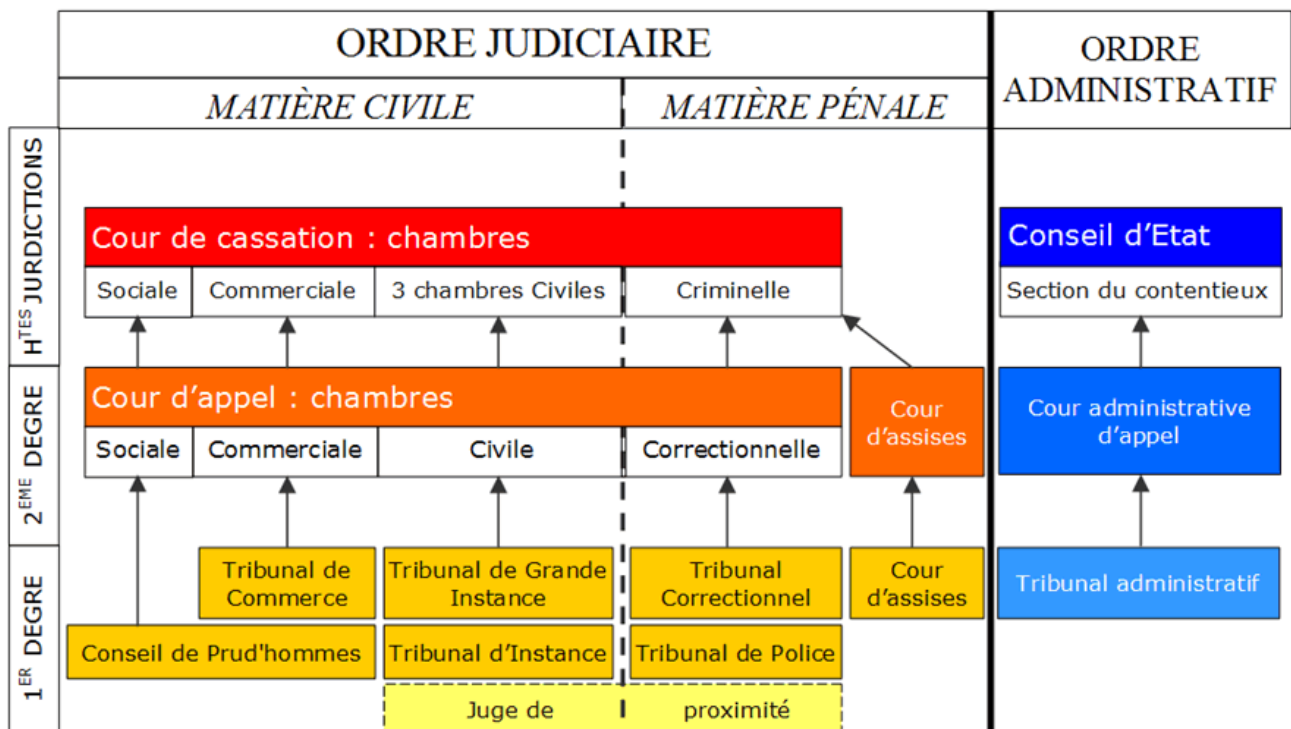 ORDRE JUDICIAIRE
ORDRE
ADMINISTRATIF
MATIÈRE CIVILE
MATIÈRE PÉNALE
HTES JURDICTIONS
Cour de cassation : chambres
Sociale
Commerciale
3 chambres Civiles
Criminelle
Conseil d'Etat
Section du contentieux
2EME DEGRE
Cour d'appel : chambres
Sociale
Commerciale
Civile
Correctionnelle
Cour
d'assises
Cour administrative
d'appel
1ER DEGRE
Tribunal de
Commerce
Tribunal de Grande
Instance
Tribunal
Correctionnel
Cour
d'assises
Tribunal administratif
Conseil de Prud'hommes
Tribunal d'Instance
Tribunal de Police
Juge de proximité